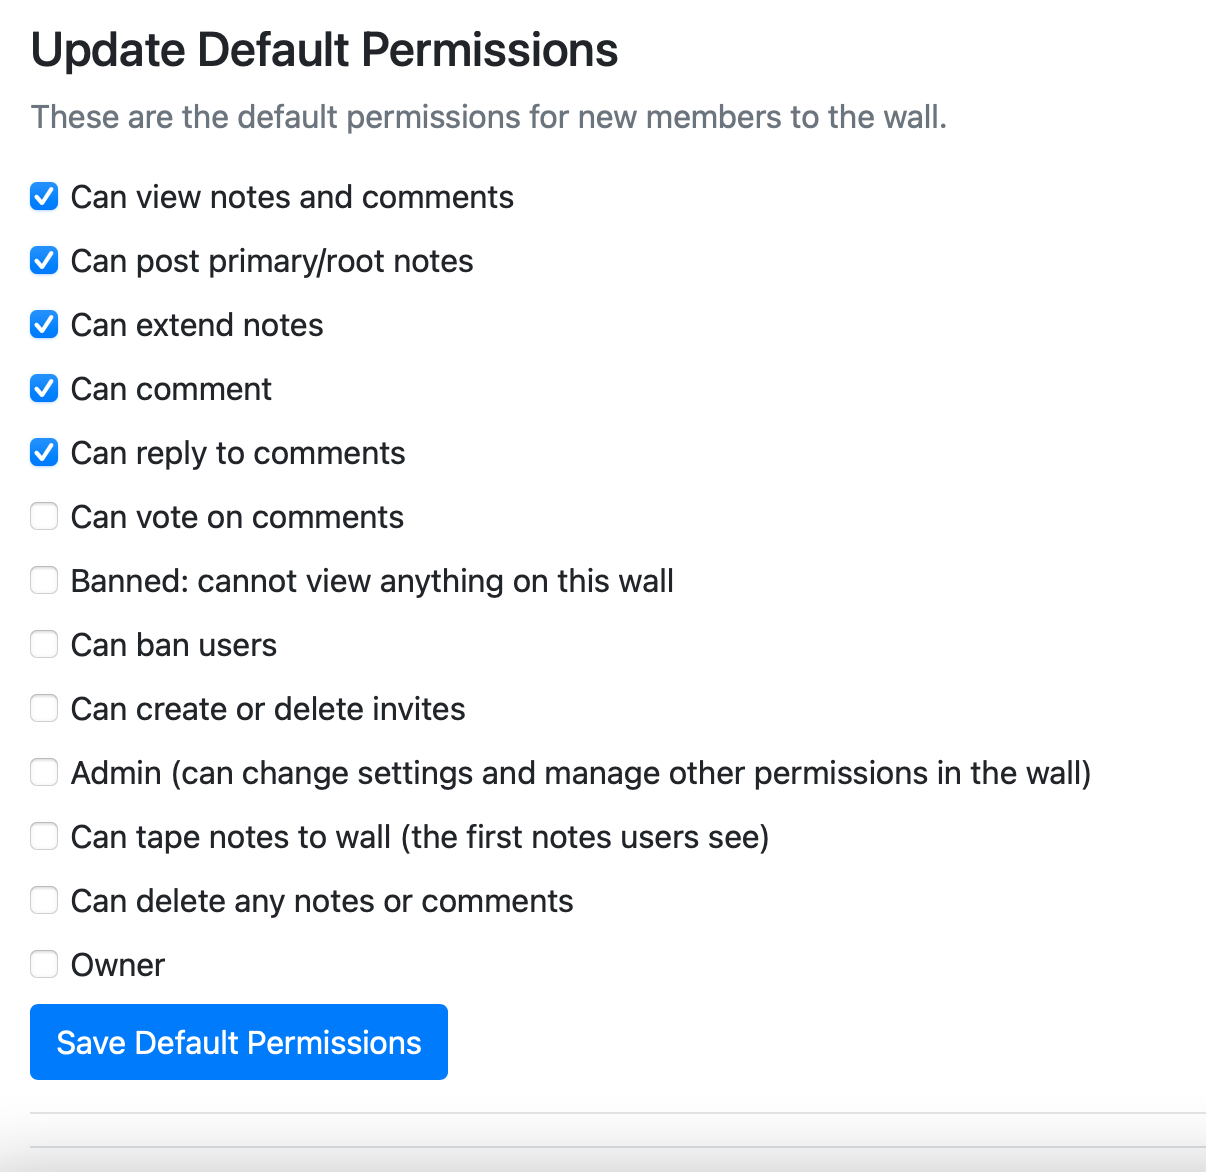 Update Default Permissions
These are the default permissions for new members to the wall.
Can view notes and comments
Can post primary/root notes
Can extend notes
Can comment
Can reply to comments
Can vote on comments
Banned: cannot view anything on this wall
Can ban users
Can create or delete invites
Admin (can change settings and manage other permissions in the wall)
Can tape notes to wall (the first notes users see)
Can delete any notes or comments
Owner
Save Default Permissions